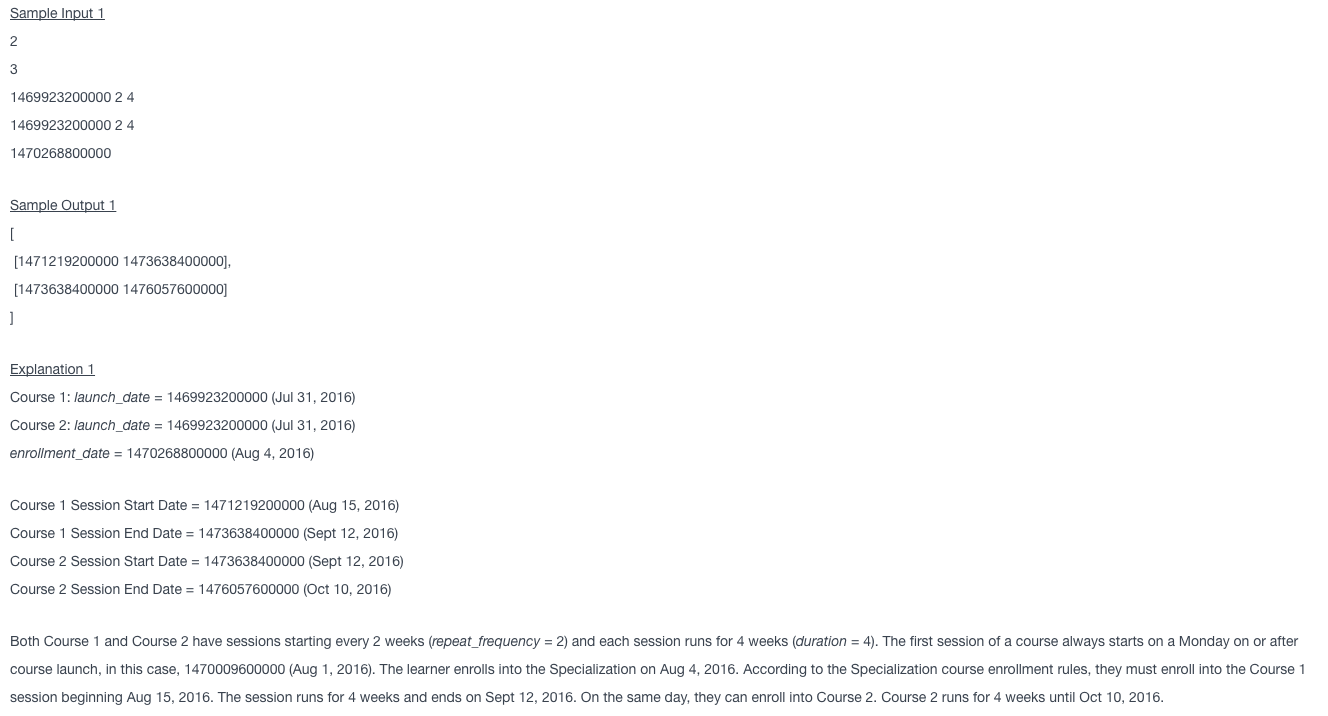 Sample Input 1
2
3
1469923200000 2 4
1469923200000 2 4
1470268800000
Sample Output 1
[
[1471219200000 1473638400000],
[1473638400000 1476057600000]
]
Explanation 1
Course 1: launch_date = 1469923200000 (Jul 31, 2016)
Course 2: launch_date = 1469923200000 (Jul 31, 2016)
enrollment_date = 1470268800000 (Aug 4, 2016)
Course 1 Session Start Date = 1471219200000 (Aug 15, 2016)
Course 1 Session End Date = 1473638400000 (Sept 12, 2016)
Course 2 Session Start Date = 1473638400000 (Sept 12, 2016)
Course 2 Session End Date = 1476057600000 (Oct 10, 2016)
Both Course 1 and Course 2 have sessions starting every 2 weeks (repeat_frequency = 2) and each session runs for 4 weeks (duration = 4). The first session of a course always starts on a Monday on or after
course launch, in this case, 1470009600000 (Aug 1, 2016). The learner enrolls into the Specialization on Aug 4, 2016. According to the Specialization course enrollment rules, they must enroll into the Course 1
session beginning Aug 15, 2016. The session runs for 4 weeks and ends on Sept 12, 2016. On the same day, they can enroll into Course 2. Course 2 runs for 4 weeks until Oct 10, 2016.